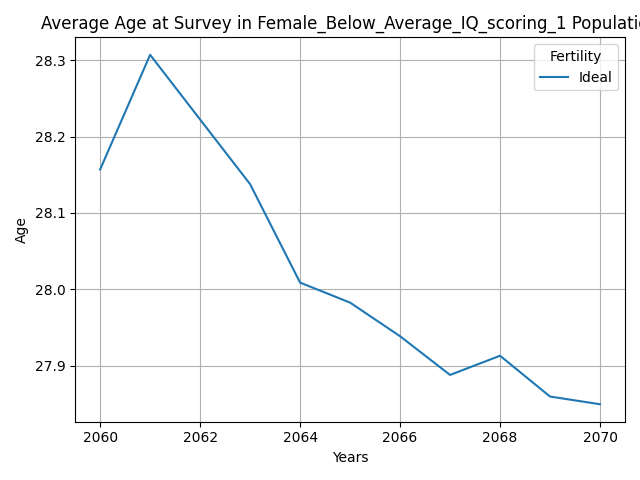 Average Age at Survey in Female_Below_Average_IQ_scoring_1 Populati
Fertility
Ideal
28.3
28.2
28.1
28.0
27.9
Age
2060 2062 2064 2066 2068 2070
Years